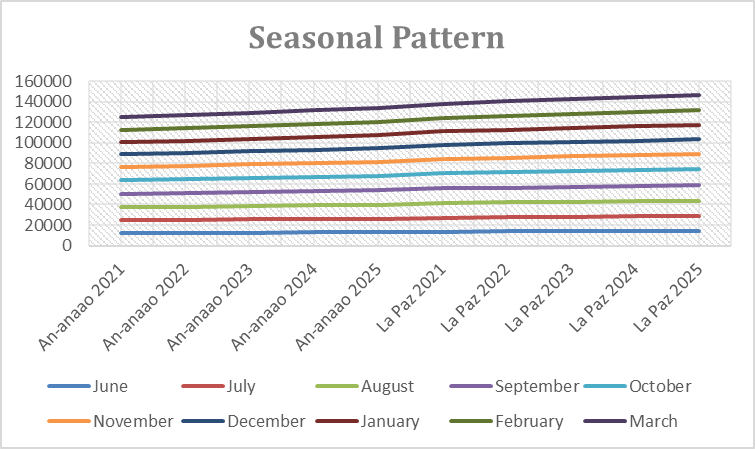 Seasonal Pattern
160000
140000
120000
100000
80000
60000
40000
20000
0
An-anaao 2021
An-anaao 2022
An-anaao 2023
An-anaao 2024
An-anaao 2025
La Paz 2021
La Paz 2022
La Paz 2023
La Paz 2024
La Paz 2025
June July August September October
November December January February March